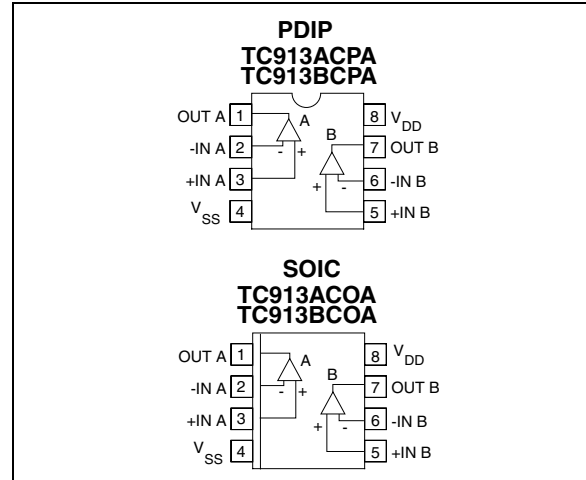 PDIP
TC913ACPA
TC913BCPA
OUT A 1 A 8 VDD
-IN A 2 - + B 7 OUT B
+IN A 3 + - 6 -IN B
VSS 4 5 +IN B
SOIC
TC913ACOA
TC913BCOA
OUT A 1 A 8 VDD
-IN A 2 - + B 7 OUT B
+IN A 3 + - 6 -IN B
VSS 4 5 +IN B